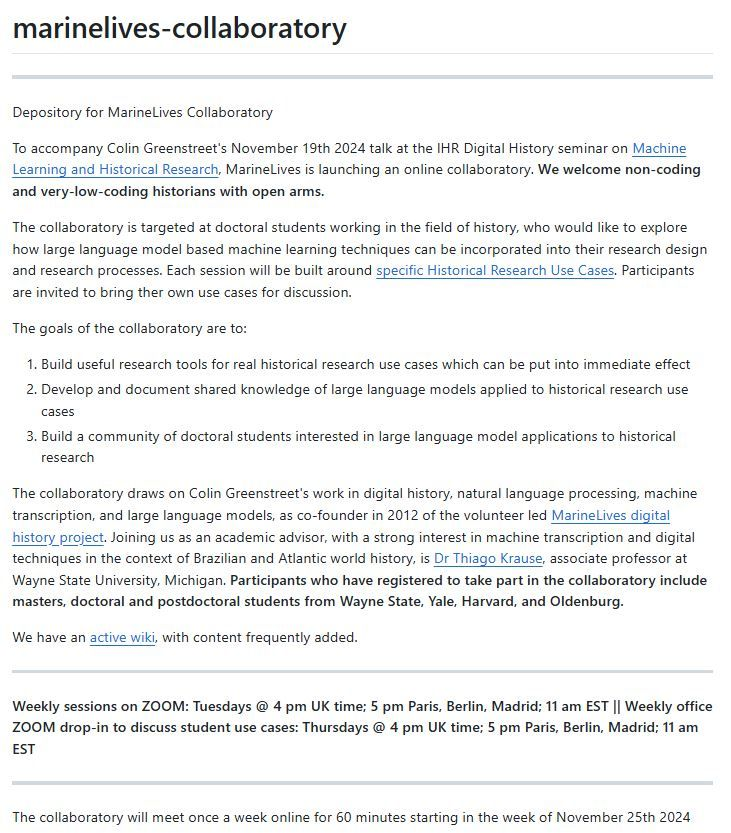 marinelives-collaboratory
Depository for MarineLives Collaboratory
To accompany Colin Greenstreet's November 19th 2024 talk at the IHR Digital History seminar on Machine
Learning and Historical Research, MarineLives is launching an online collaboratory. We welcome non-coding
and very-low-coding historians with open arms.
The collaboratory is targeted at doctoral students working in the field of history, who would like to explore
how large language model based machine learning techniques can be incorporated into their research design
and research processes. Each session will be built around specific Historical Research Use Cases. Participants
are invited to bring ther own use cases for discussion.
The goals of the collaboratory are to:
1. Build useful research tools for real historical research use cases which can be put into immediate effect
2. Develop and document shared knowledge of large language models applied to historical research use
cases
3. Build a community of doctoral students interested in large language model applications to historical
research
The collaboratory draws on Colin Greenstreet's work in digital history, natural language processing, machine
transcription, and large language models, as co-founder in 2012 of the volunteer led MarineLives digital
history project. Joining us as an academic advisor, with a strong interest in machine transcription and digital
techniques in the context of Brazilian and Atlantic world history, is Dr Thiago Krause, associate professor at
Wayne State University, Michigan. Participants who have registered to take part in the collaboratory include
masters, doctoral and postdoctoral students from Wayne State, Yale, Harvard, and Oldenburg.
We have an active wiki, with content frequently added.
Weekly sessions on ZOOM: Tuesdays @ 4 pm UK time; 5 pm Paris, Berlin, Madrid; 11 am EST || Weekly office
ZOOM drop-in to discuss student use cases: Thursdays @ 4 pm UK time; 5 pm Paris, Berlin, Madrid; 11 am
EST
The collaboratory will meet once a week online for 60 minutes starting in the week of November 25th 2024